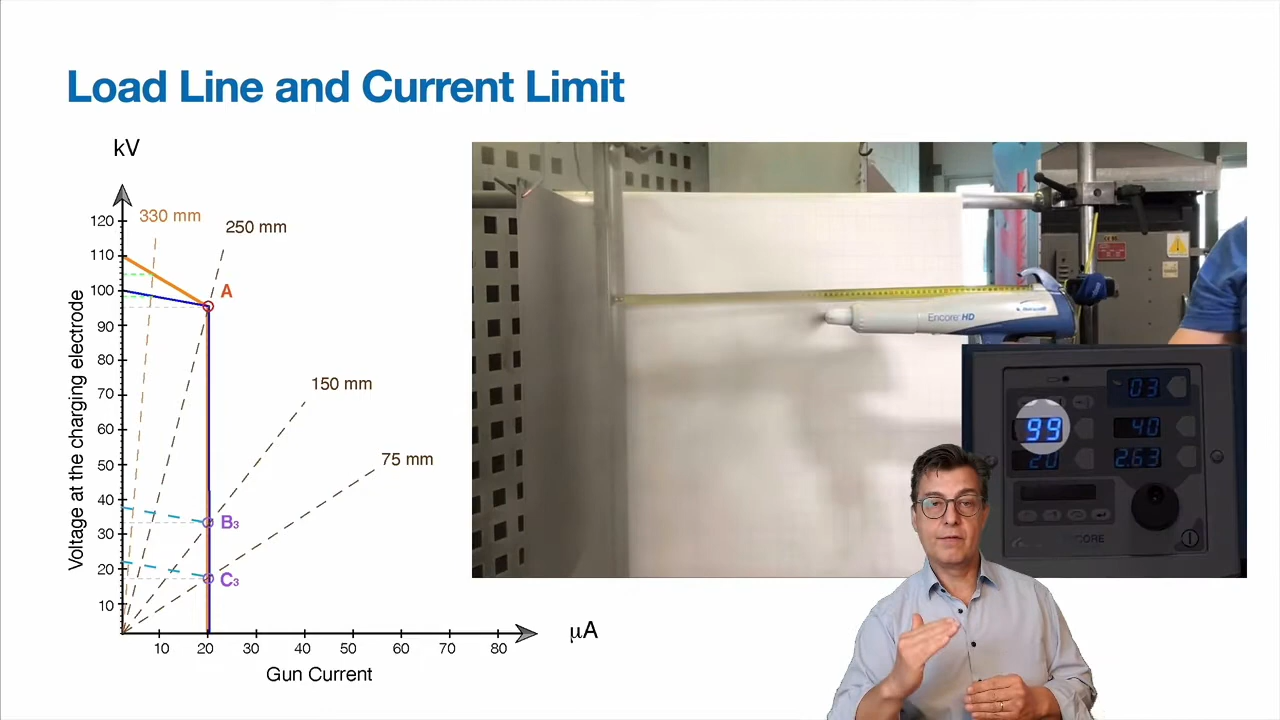 Load Line and Current Limit
kV
120
110
100
90
80
70
60
50
40
30
20
10
Voltage at the charging electrode
330 mm
250 mm
150 mm
75 mm
A
B3
C3
10
20
30
40
50
60
70
80
μA
Gun Current
Encore HD
03
99
40
20
2.63